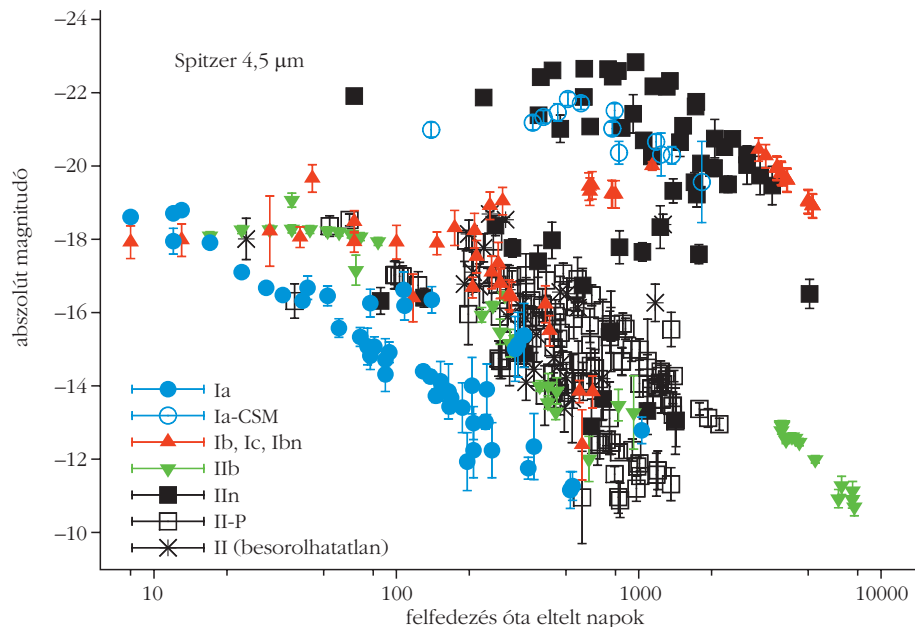 Spitzer 4,5 μm
abszolút magnitudó
−24
−22
−20
−18
−16
−14
−12
−10
Ia
Ia-CSM
Ib, Ic, Ibn
IIb
IIn
II-P
II (besorolhatatlan)
10 100 1000 10000
felfedezés óta eltelt napok